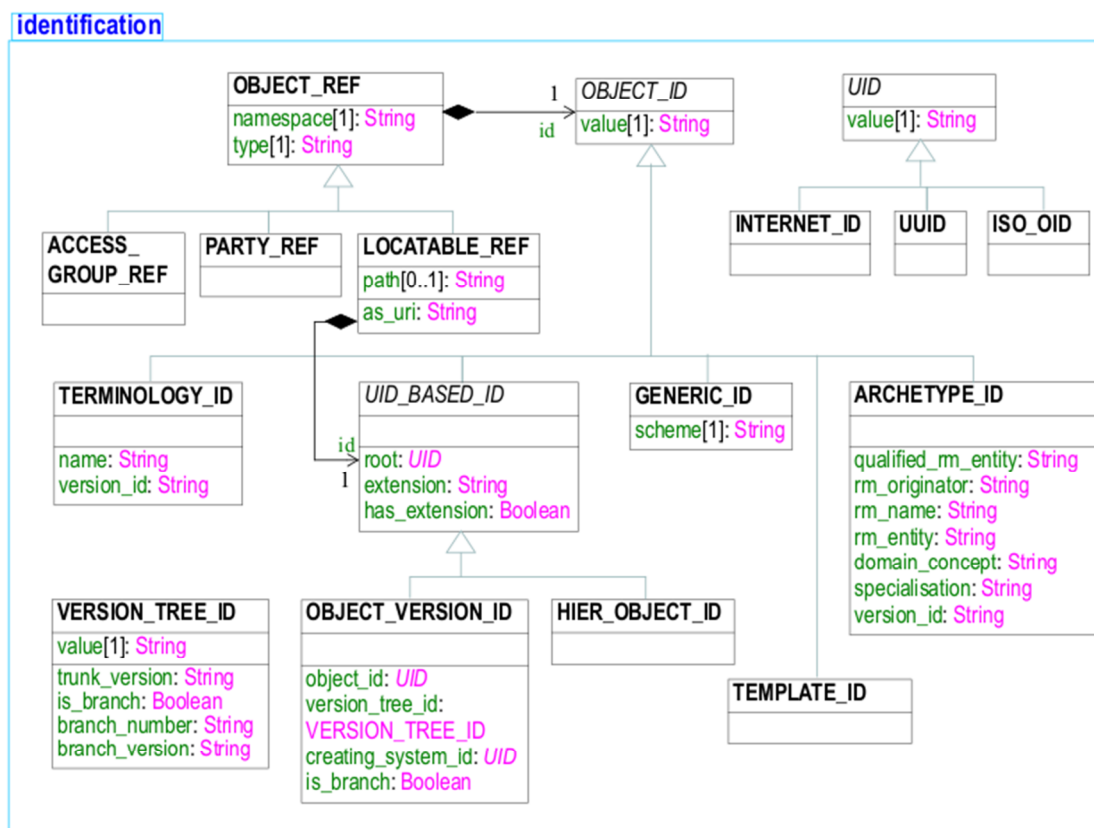 identification
OBJECT_REF
namespace[1]: String
type[1]: String
1
id
OBJECT_ID
value[1]: String
UID
value[1]: String
ACCESS_
GROUP_REF
PARTY_REF
LOCATABLE_REF
path[0..1]: String
as_uri: String
INTERNET_ID
UUID
ISO_OID
TERMINOLOGY_ID
name: String
version_id: String
id
1
UID_BASED_ID
root: UID
extension: String
has_extension: Boolean
GENERIC_ID
scheme[1]: String
ARCHETYPE_ID
qualified_rm_entity: String
rm_originator: String
rm_name: String
rm_entity: String
domain_concept: String
specialisation: String
version_id: String
VERSION_TREE_ID
value[1]: String
trunk_version: String
is_branch: Boolean
branch_number: String
branch_version: String
OBJECT_VERSION_ID
object_id: UID
version_tree_id:
VERSION_TREE_ID
creating_system_id: UID
is_branch: Boolean
HIER_OBJECT_ID
TEMPLATE_ID